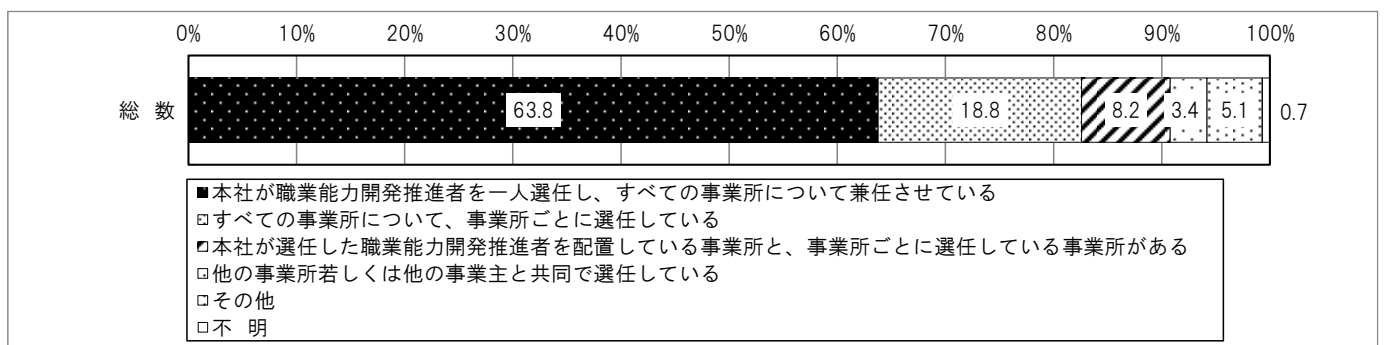 0% 10% 20% 30% 40% 50% 60% 70% 80% 90% 100%
総 数 63.8 18.8 8.2 3.4 5.1 0.7
本社が職業能力開発推進者を一人選任し、すべての事業所について兼任させている
すべての事業所について、事業所ごとに選任している
本社が選任した職業能力開発推進者を配置している事業所と、事業所ごとに選任している事業所がある
他の事業所若しくは他の事業主と共同で選任している
その他
不 明